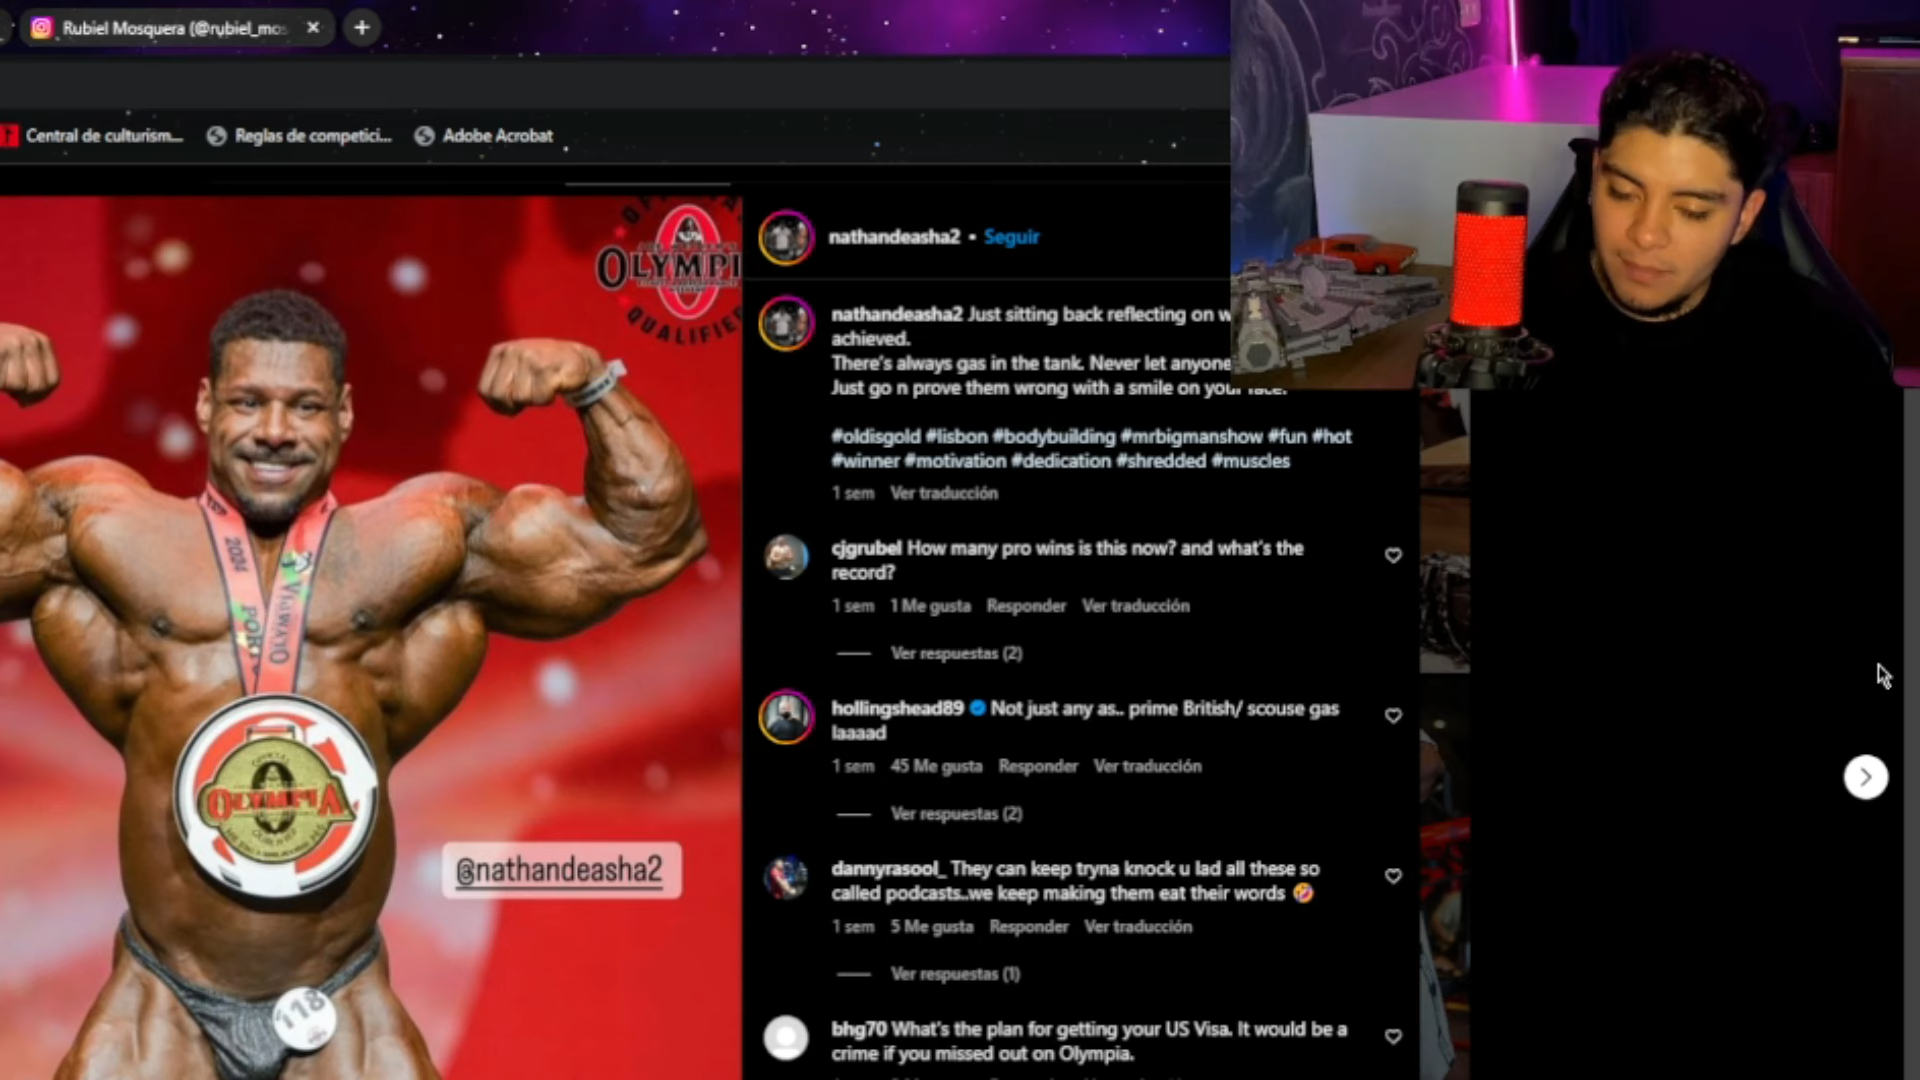 Rubiel Mosquera (@rubiel_mos
Central de culturism...
Reglas de competici...
Adobe Acrobat
OLYMPI
QUALIFIE
2024
OLYMPIA
OLYMPIA
118
@nathandeasha2
nathandeasha2 • Seguir
nathandeasha2 Just sitting back reflecting on w
achieved.
There's always gas in the tank. Never let anyone
Just go n prove them wrong with a smile on your face.
#oldisgold #lisbon #bodybuilding #mrbigmanshow #fun #hot
#winner #motivation #dedication #shredded #muscles
1 sem Ver traducción
cjgrubel How many pro wins is this now? and what's the
record?
1 sem 1 Me gusta Responder Ver traducción
Ver respuestas (2)
hollingshead89 Not just any as.. prime British/ scouse gas
laaaad
1 sem 45 Me gusta Responder Ver traducción
Ver respuestas (2)
dannyrasool_ They can keep tryna knock u lad all these so
called podcasts..we keep making them eat their words 🤣
1 sem 5 Me gusta Responder Ver traducción
Ver respuestas (1)
bhg70 What's the plan for getting your US Visa. It would be a
crime if you missed out on Olympia.